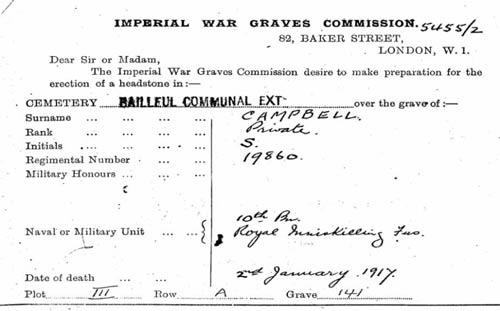 IMPERIAL WAR GRAVES COMMISSION. 5455/2
82, BAKER STREET,
LONDON, W. 1.
Dear Sir or Madam,
The Imperial War Graves Commission desire to make preparation for the
erection of a headstone in:—
CEMETERY BAILLEUL COMMUNAL EXT over the grave of:—
Surname ... ... ... ... CAMPBELL.
Rank ... ... ... ... Private.
Initials .... ... ... ... S.
Regimental Number . ... ... 19860.
Military Honours ... ... ...
10th Bn.
Naval or Military Unit ... ... Royal Inniskilling Fus.
Date of death ... ... 2nd January 1917.
Plot III Row A Grave 141